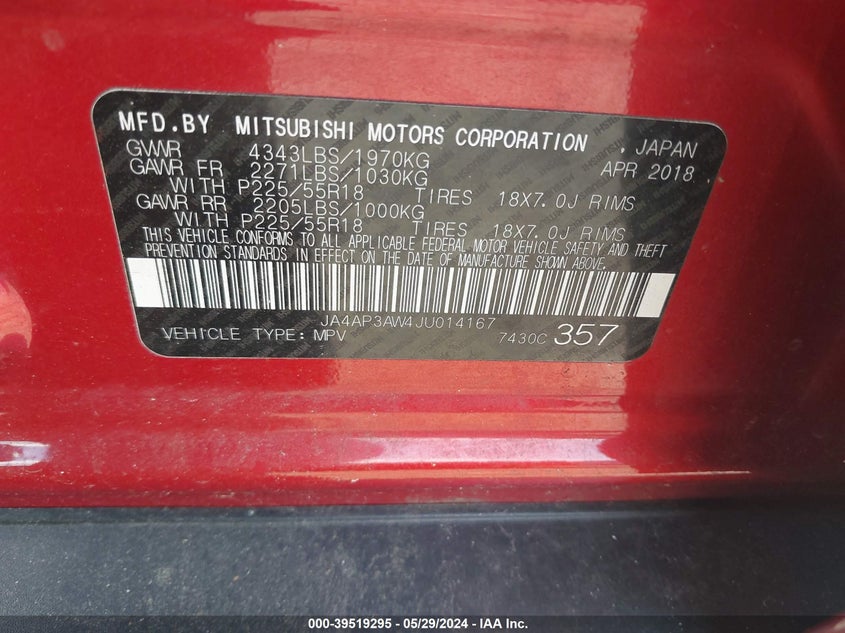 MFD.BY MITSUBISHI MOTORS CORPORATION , JAPAN
GVWR 4343LBS/1970KG APR 2018
GAWR FR 2271LBS/1030KG
WITH P225/55R18 TIRES 18X7.0J RIMS
GAWR RR 2205LBS/1000KG
WITH P225/55R18 TIRES 18X7.0J RIMS
THIS VEHICLE CONFORMS TO ALL APPLICABLE FEDERAL MOTOR VEHICLE SAFETY AND THEFT
PREVENTION STANDARDS IN EFFECT ON THE DATE OF MANUFACTURE SHOWN ABOVE.
JA4AP3AW4JU014167
VEHICLE TYPE: MPV 7430C 357
000-39519295 - 05/29/2024 - IAA Inc.